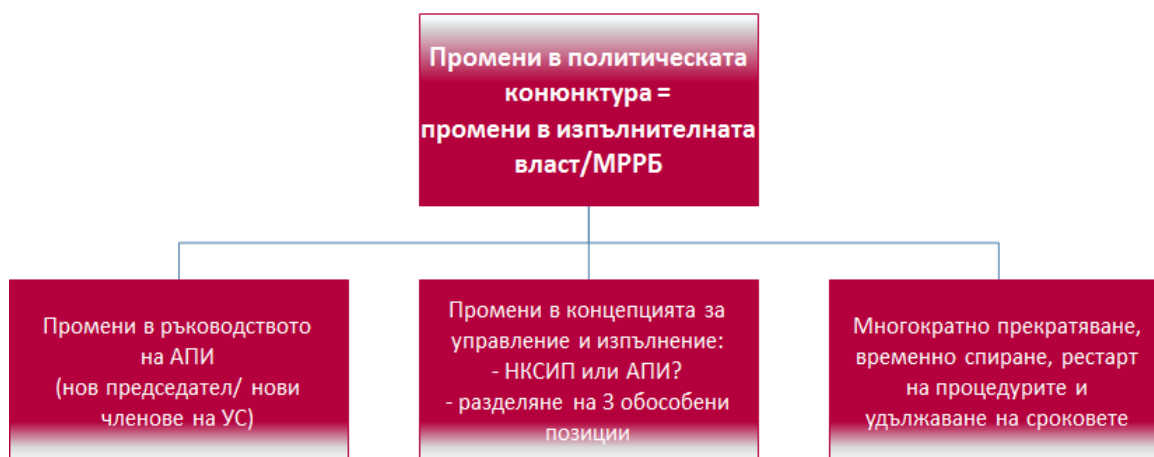 Промени в политическата
конюнктура =
промени в изпълнителната
власт/МРРБ
Промени в ръководството
на АПИ
(нов председател/ нови
членове на УС)
Промени в концепцията за
управление и изпълнение:
- НКСИП или АПИ?
- разделяне на 3 обособени
позиции
Многократно прекратяване,
временно спиране, рестарт
на процедурите и
удължаване на сроковете